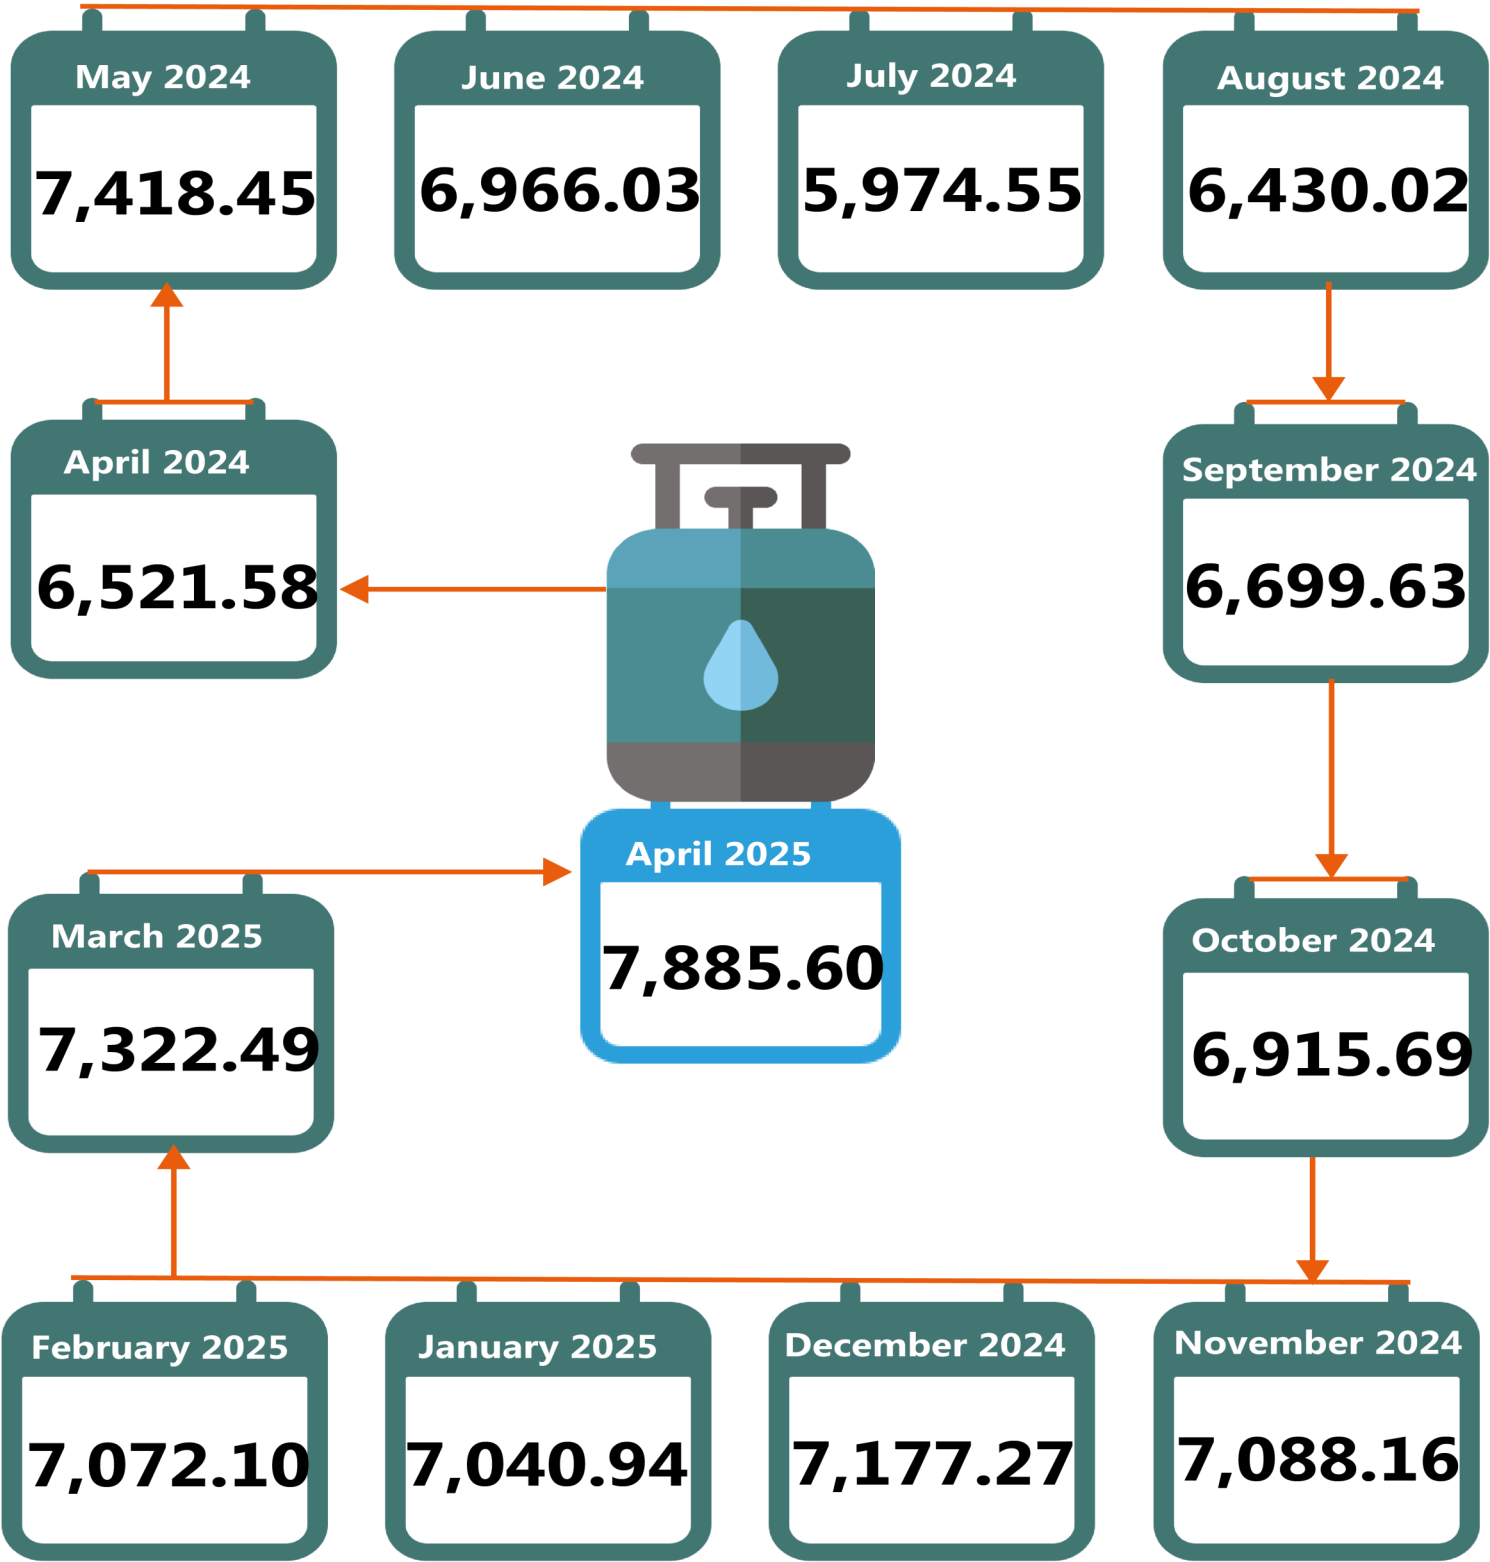 May 2024
7,418.45
June 2024
6,966.03
July 2024
5,974.55
August 2024
6,430.02
April 2024
6,521.58
September 2024
6,699.63
April 2025
7,885.60
March 2025
7,322.49
October 2024
6,915.69
February 2025
7,072.10
January 2025
7,040.94
December 2024
7,177.27
November 2024
7,088.16